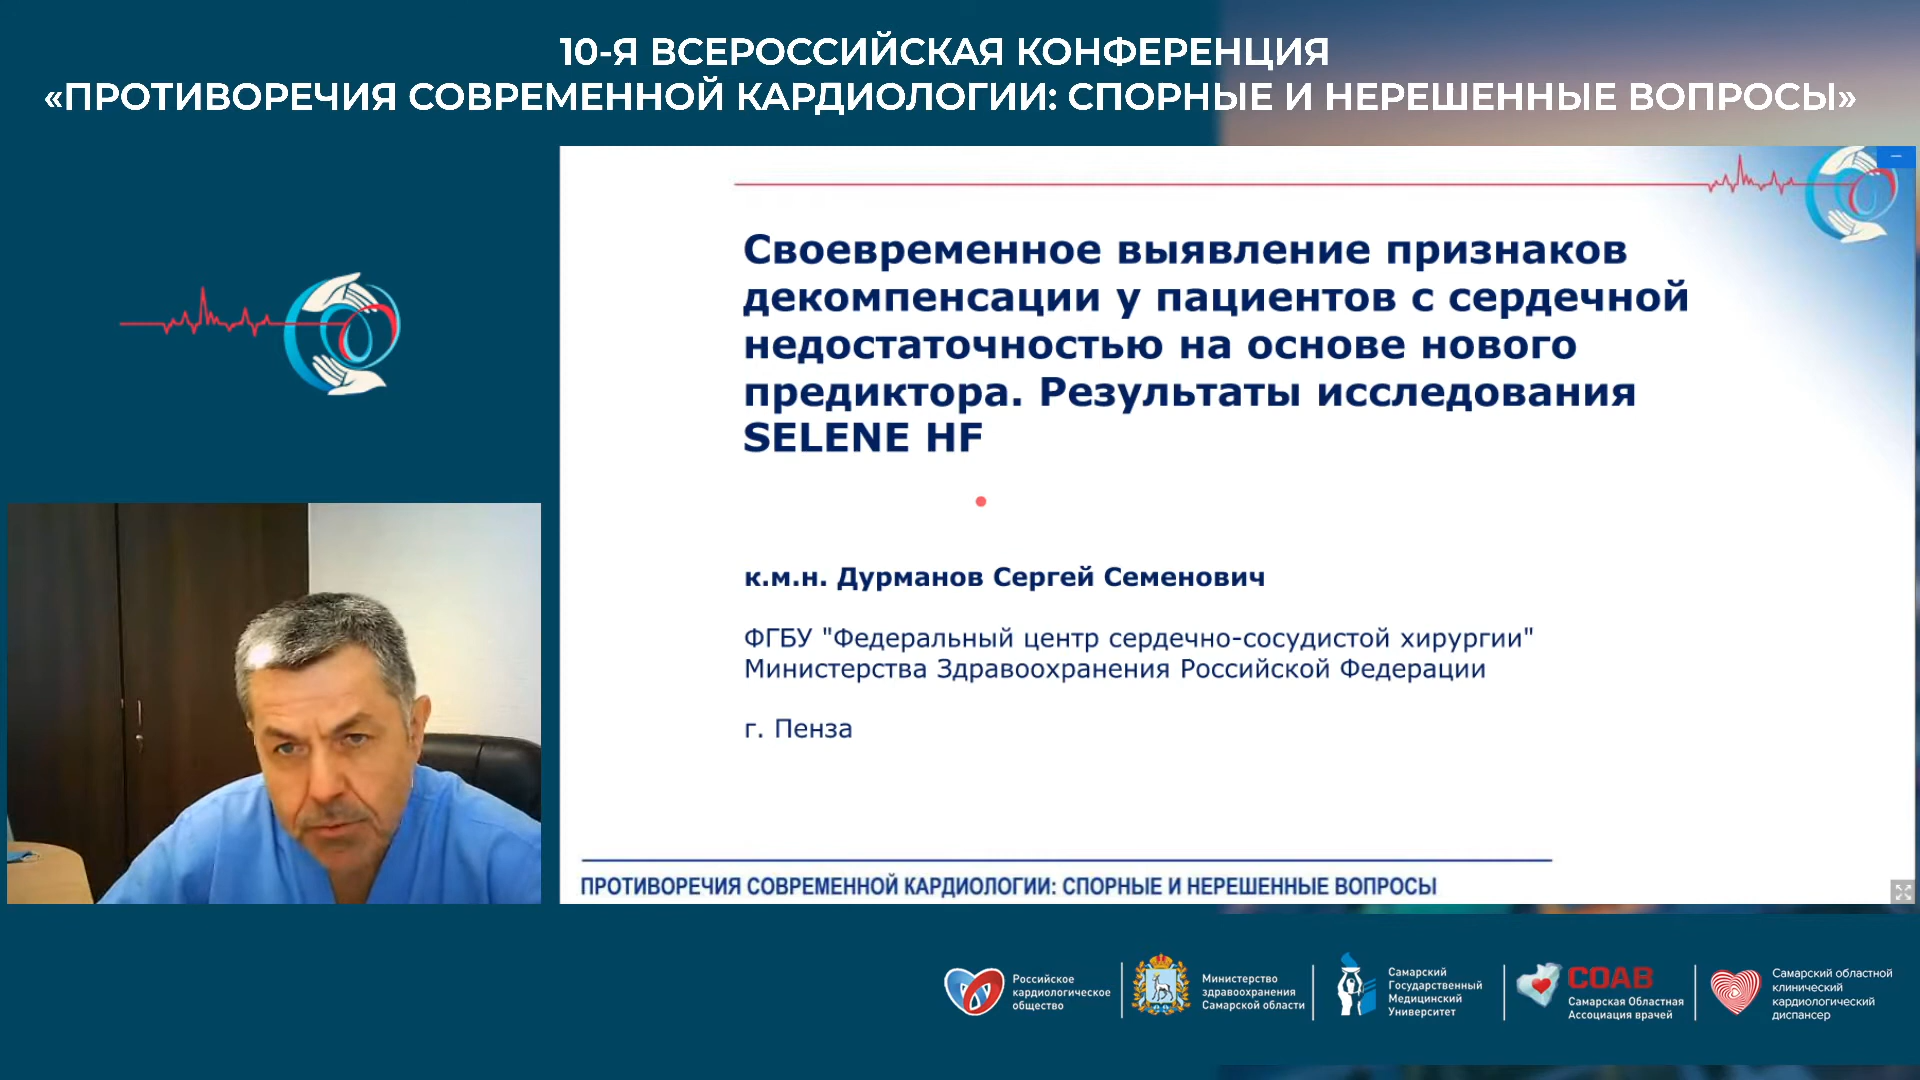 10-Я ВСЕРОССИЙСКАЯ КОНФЕРЕНЦИЯ
«ПРОТИВОРЕЧИЯ СОВРЕМЕННОЙ КАРДИОЛОГИИ: СПОРНЫЕ И НЕРЕШЕННЫЕ ВОПРОСЫ»
Своевременное выявление признаков
декомпенсации у пациентов с сердечной
недостаточностью на основе нового
предиктора. Результаты исследования
SELENE HF
к.м.н. Дурманов Сергей Семенович
ФГБУ "Федеральный центр сердечно-сосудистой хирургии"
Министерства Здравоохранения Российской Федерации
г. Пенза
ПРОТИВОРЕЧИЯ СОВРЕМЕННОЙ КАРДИОЛОГИИ: СПОРНЫЕ И НЕРЕШЕННЫЕ ВОПРОСЫ
Российское
кардиологическое
общество
Министерство
здравоохранения
Самарской области
Самарский
Государственный
Медицинский
Университет
СОАВ
Самарская Областная
Ассоциация врачей
Самарский областной
клинический
кардиологический
диспансер